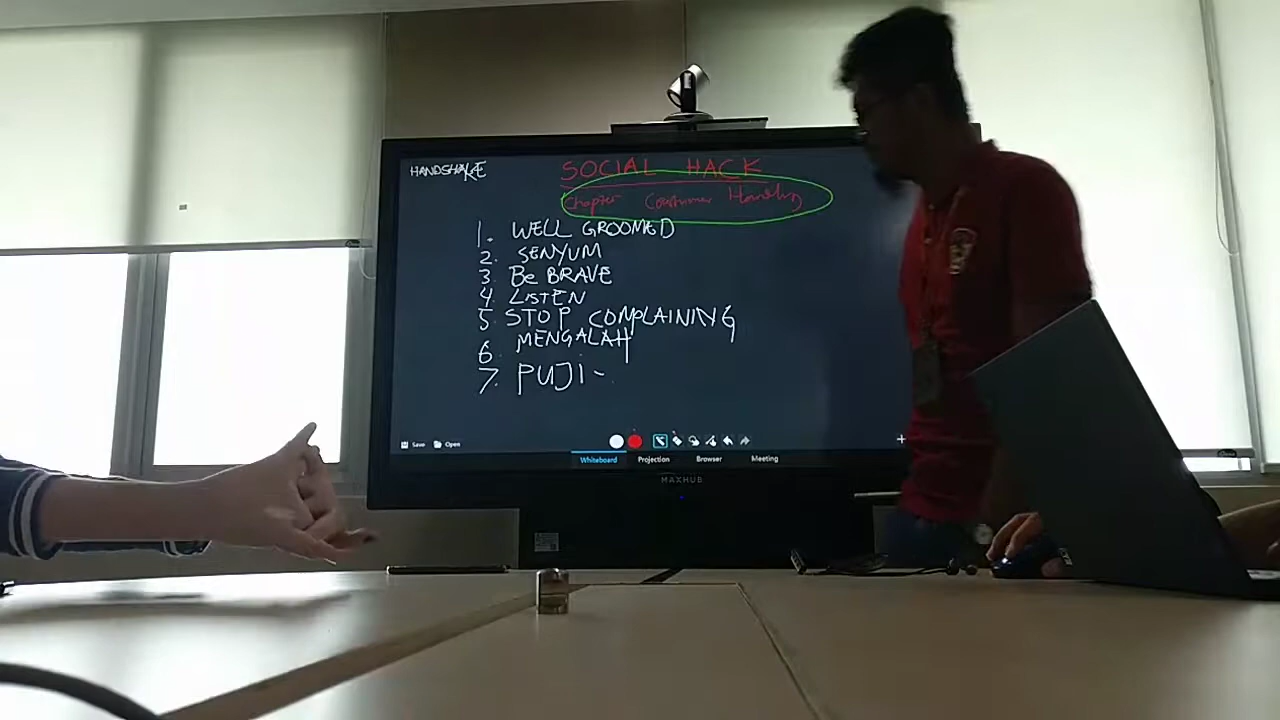 HANDSHAKE
SOCIAL HACK
Chapter Costumer Handling
1. WELL GROOMED
2. SENYUM
3. Be BRAVE
4. LISTEN
5. STOP COMPLAINING
6. MENGALAH
7. PUJI -
Save Open
Whiteboard Projection Browser Meeting
MAXHUB